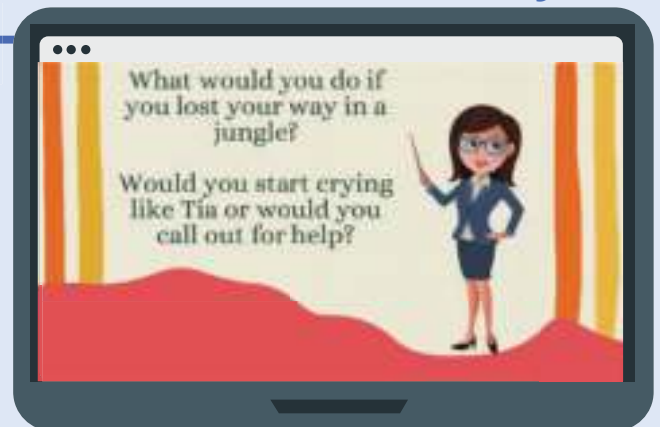 What would you do if
you lost your way in a
jungle?
Would you start crying
like Tia or would you
call out for help?